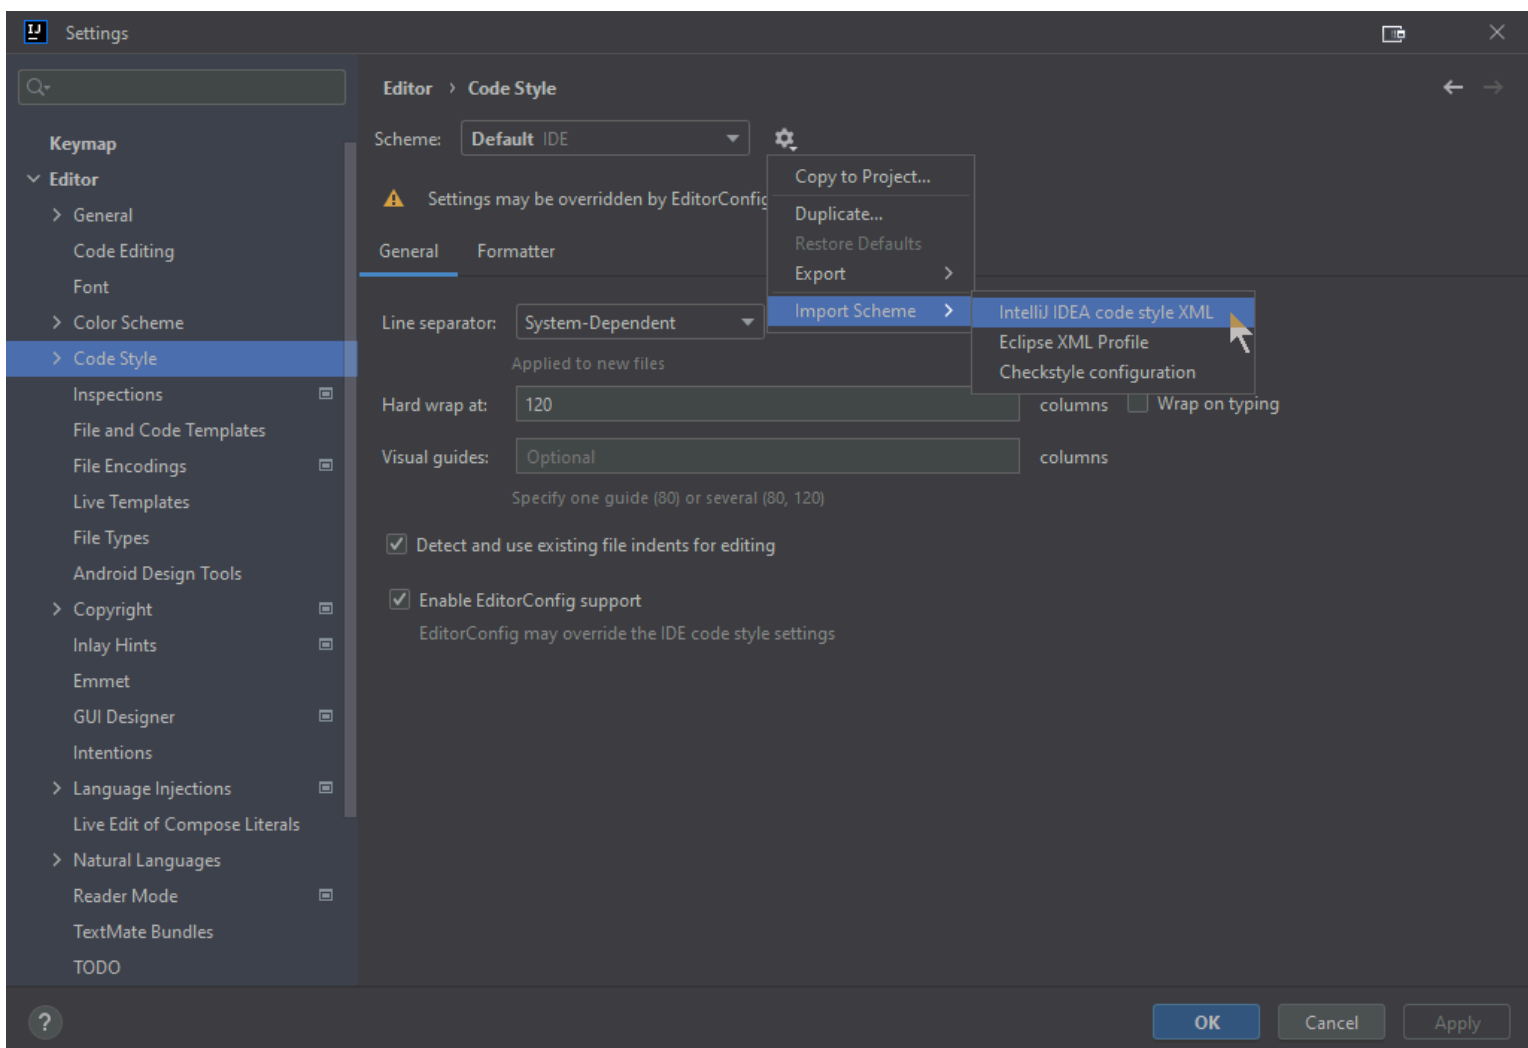 IJ
Settings
Keymap
Editor
General
Code Editing
Font
Color Scheme
Code Style
Inspections
File and Code Templates
File Encodings
Live Templates
File Types
Android Design Tools
Copyright
Inlay Hints
Emmet
GUI Designer
Intentions
Language Injections
Live Edit of Compose Literals
Natural Languages
Reader Mode
TextMate Bundles
TODO
Editor › Code Style
Scheme: Default IDE
Settings may be overridden by EditorConfig
General Formatter
Line separator: System-Dependent
Applied to new files
Hard wrap at: 120 columns Wrap on typing
Visual guides: Optional columns
Specify one guide (80) or several (80, 120)
Detect and use existing file indents for editing
Enable EditorConfig support
EditorConfig may override the IDE code style settings
Copy to Project...
Duplicate...
Restore Defaults
Export
Import Scheme
IntelliJ IDEA code style XML
Eclipse XML Profile
Checkstyle configuration
?
OK Cancel Apply